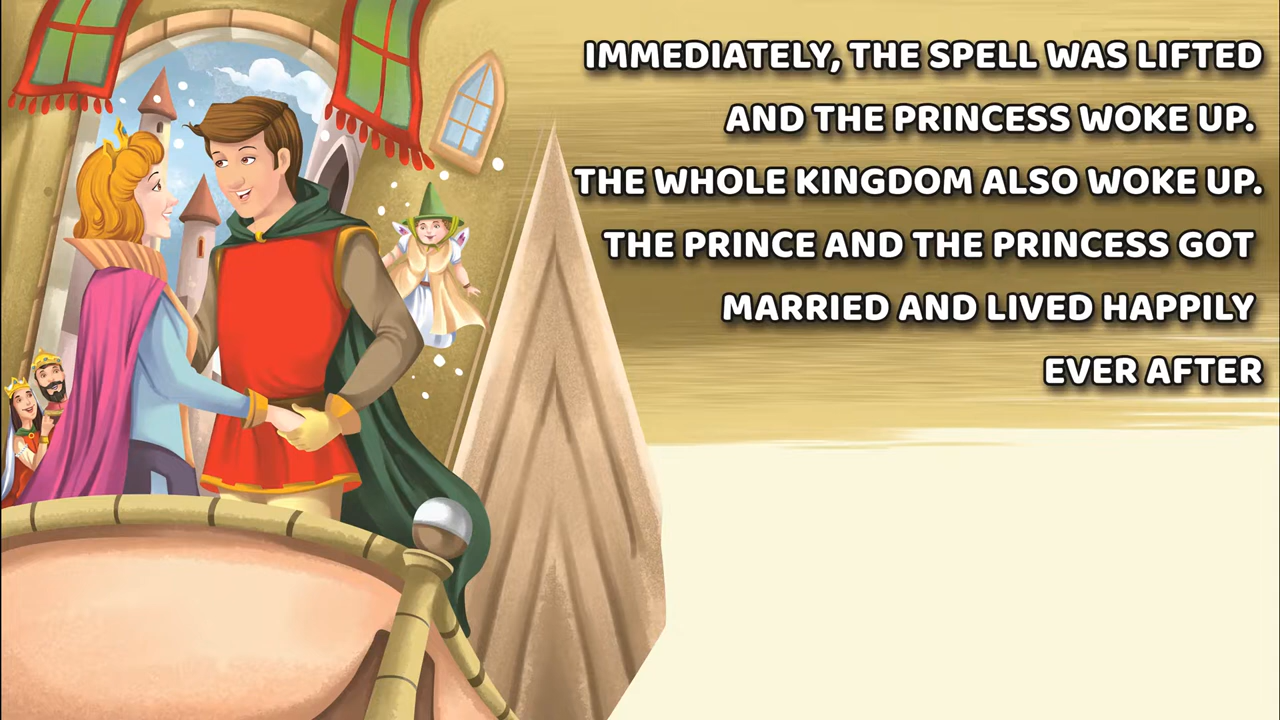 IMMEDIATELY, THE SPELL WAS LIFTED
AND THE PRINCESS WOKE UP.
THE WHOLE KINGDOM ALSO WOKE UP.
THE PRINCE AND THE PRINCESS GOT
MARRIED AND LIVED HAPPILY
EVER AFTER